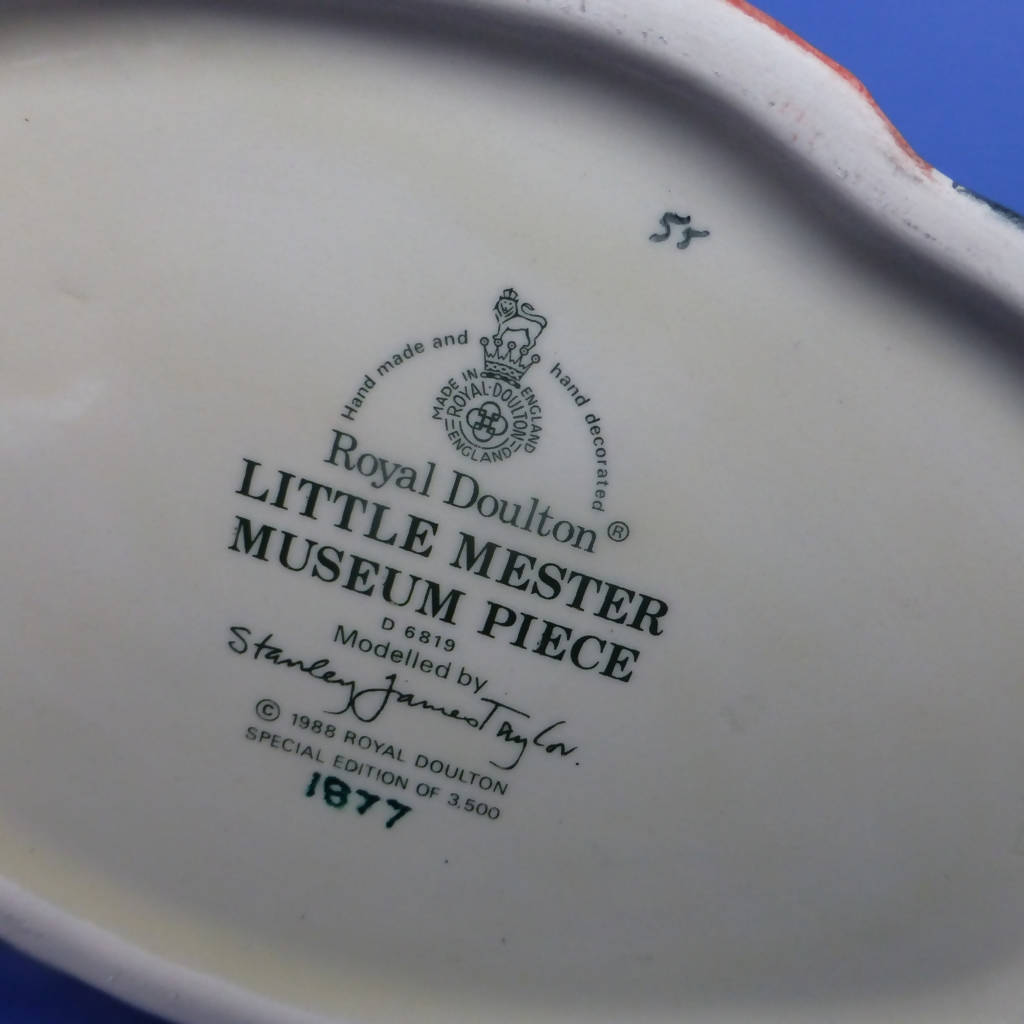 55
Hand made and hand decorated
MADE IN ENGLAND
ROYAL·DOULTON
ENGLAND
Royal Doulton®
LITTLE MESTER
MUSEUM PIECE
D 6819
Modelled by
Stanley James Taylor.
© 1988 ROYAL DOULTON
SPECIAL EDITION OF 3,500
1877